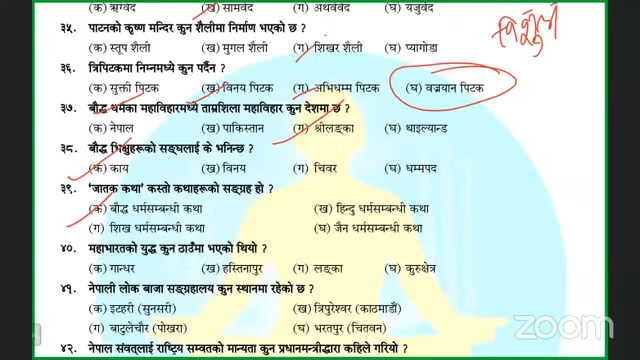 (क) ऋग्वेद (ख) सामवेद (ग) अथर्ववेद (घ) यजुर्वेद
३५ पाटनको कृष्ण मन्दिर कुन शैलीमा निर्माण भएको छ ?
(क) स्तूप शैली (ख) मुगल शैली (ग) शिखर शैली (घ) प्यागोडा
३६ त्रिपिटकमा निम्नमध्ये कुन पर्दैन ?
(क) सुक्ती पिटक (ख) विनय पिटक (ग) अभिधम्म पिटक (घ) वज्रयान पिटक
३७ बौद्ध धर्मका महाविहारमध्ये ताम्रशिला महाविहार कुन देशमा छ ?
(क) नेपाल (ख) पाकिस्तान (ग) श्रीलङ्का (घ) थाइल्यान्ड
३८ बौद्ध भिक्षुहरूको सङ्घलाई के भनिन्छ ?
(क) काय (ख) विनय (ग) चिवर (घ) धम्मपद
३९ 'जातक कथा' कस्तो कथाहरूको सङ्ग्रह हो ?
(क) बौद्ध धर्मसम्बन्धी कथा (ख) हिन्दु धर्मसम्बन्धी कथा
(ग) शिख धर्मसम्बन्धी कथा (घ) जैन धर्मसम्बन्धी कथा
४० महाभारतको युद्ध कुन ठाउँमा भएको थियो ?
(क) गान्धर (ख) हस्तिनापुर (ग) लङ्का (घ) कुरुक्षेत्र
४१ नेपाली लोक बाजा सङ्ग्रहालय कुन स्थानमा रहेको छ ?
(क) इटहरी (सुनसरी) (ख) त्रिपुरेश्वर (काठमाडौं)
(ग) बाटुलेचौर (पोखरा) (घ) भरतपुर (चितवन)
zoom
४२ नेपाल संवत्‌लाई राष्ट्रिय सम्वतको मान्यता कुन प्रधानमन्त्रीद्वारा कहिले गरियो ?